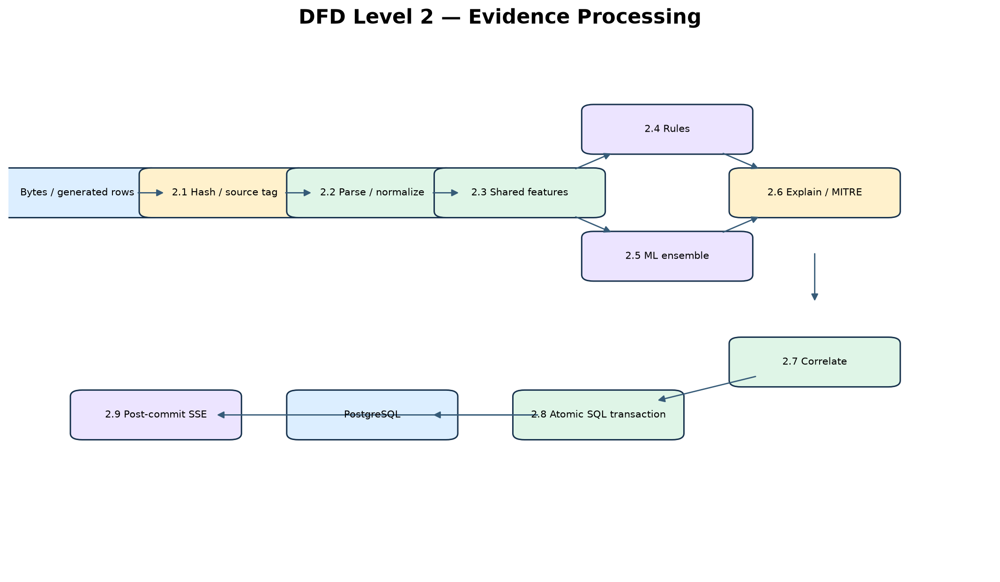 DFD Level 2 — Evidence Processing
2.4 Rules
Bytes / generated rows
2.1 Hash / source tag
2.2 Parse / normalize
2.3 Shared features
2.6 Explain / MITRE
2.5 ML ensemble
2.7 Correlate
2.9 Post-commit SSE
PostgreSQL
2.8 Atomic SQL transaction